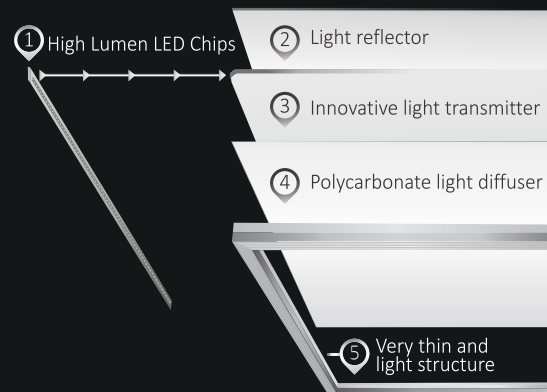 1 High Lumen LED Chips
2 Light reflector
3 Innovative light transmitter
4 Polycarbonate light diffuser
5 Very thin and
light structure